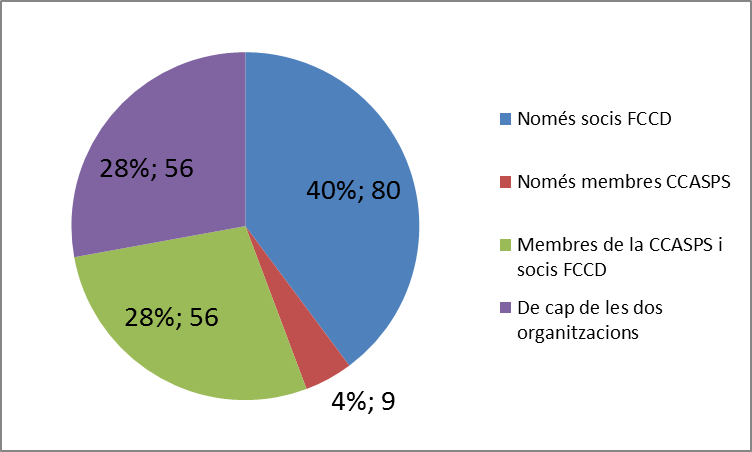 28%; 56
40%; 80
28%; 56
4%; 9
Només socis FCCD
Només membres CCASPS
Membres de la CCASPS i
socis FCCD
De cap de les dos
organitzacions